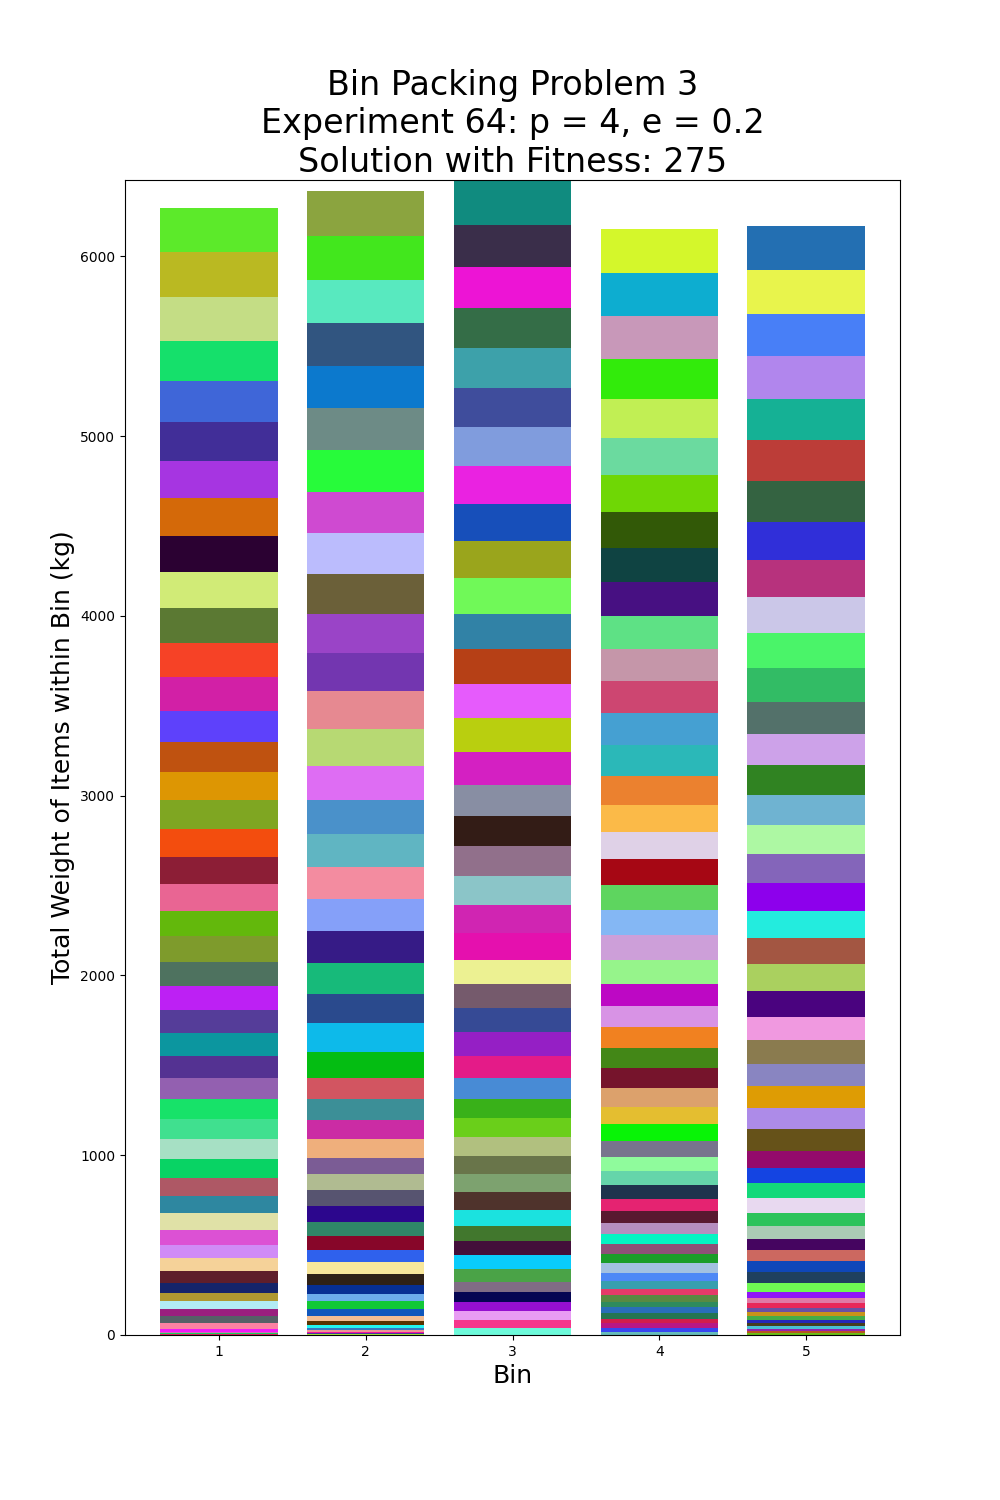 Bin Packing Problem 3
Experiment 64: p = 4, e = 0.2
Solution with Fitness: 275
Total Weight of Items within Bin (kg)
6000
5000
4000
3000
2000
1000
0
1 2 3 4 5
Bin